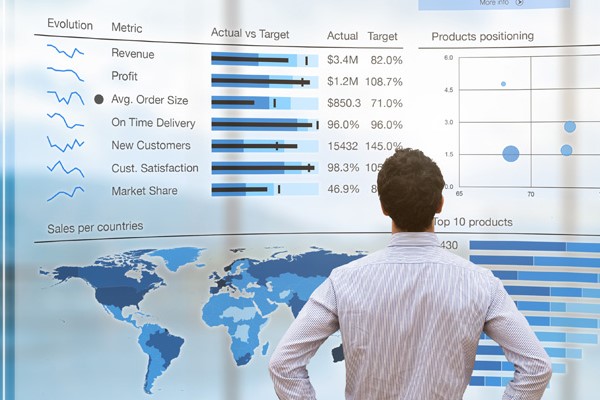 More info
Evolution Metric Actual vs Target Actual Target Products positioning
Revenue $3.4M 82.0%
Profit $1.2M 108.7%
Avg. Order Size $850.3 71.0%
On Time Delivery 96.0% 96.0%
New Customers 15432 145.0%
Cust. Satisfaction 98.3%
Market Share 46.9%
6.0
4.5
3.0
1.5
0.0
65 70
Sales per countries
Top 10 products
430